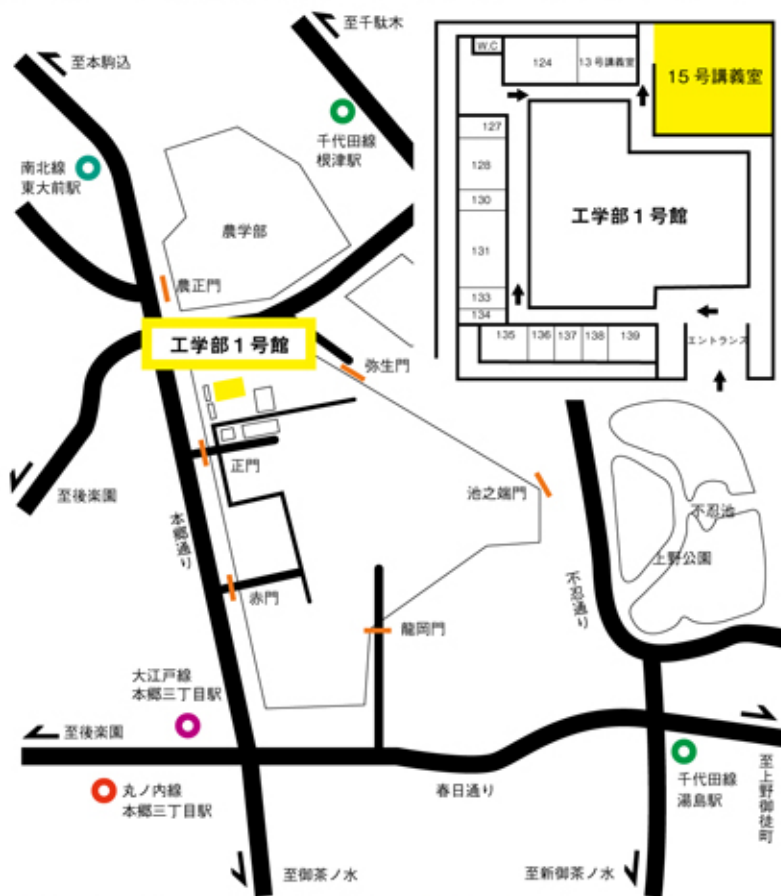 至千駄木
至本駒込
千代田線
根津駅
南北線
東大前駅
農学部
農正門
工学部1号館
弥生門
正門
至後楽園
本郷通り
池之端門
赤門
龍岡門
不忍池
上野公園
不忍通り
大江戸線
本郷三丁目駅
至後楽園
丸ノ内線
本郷三丁目駅
春日通り
千代田線
湯島駅
至上野御徒町
至御茶ノ水
至新御茶ノ水
W.C
124
13号講義室
15号講義室
127
128
130
131
133
134
工学部1号館
135
136
137
138
139
エントランス